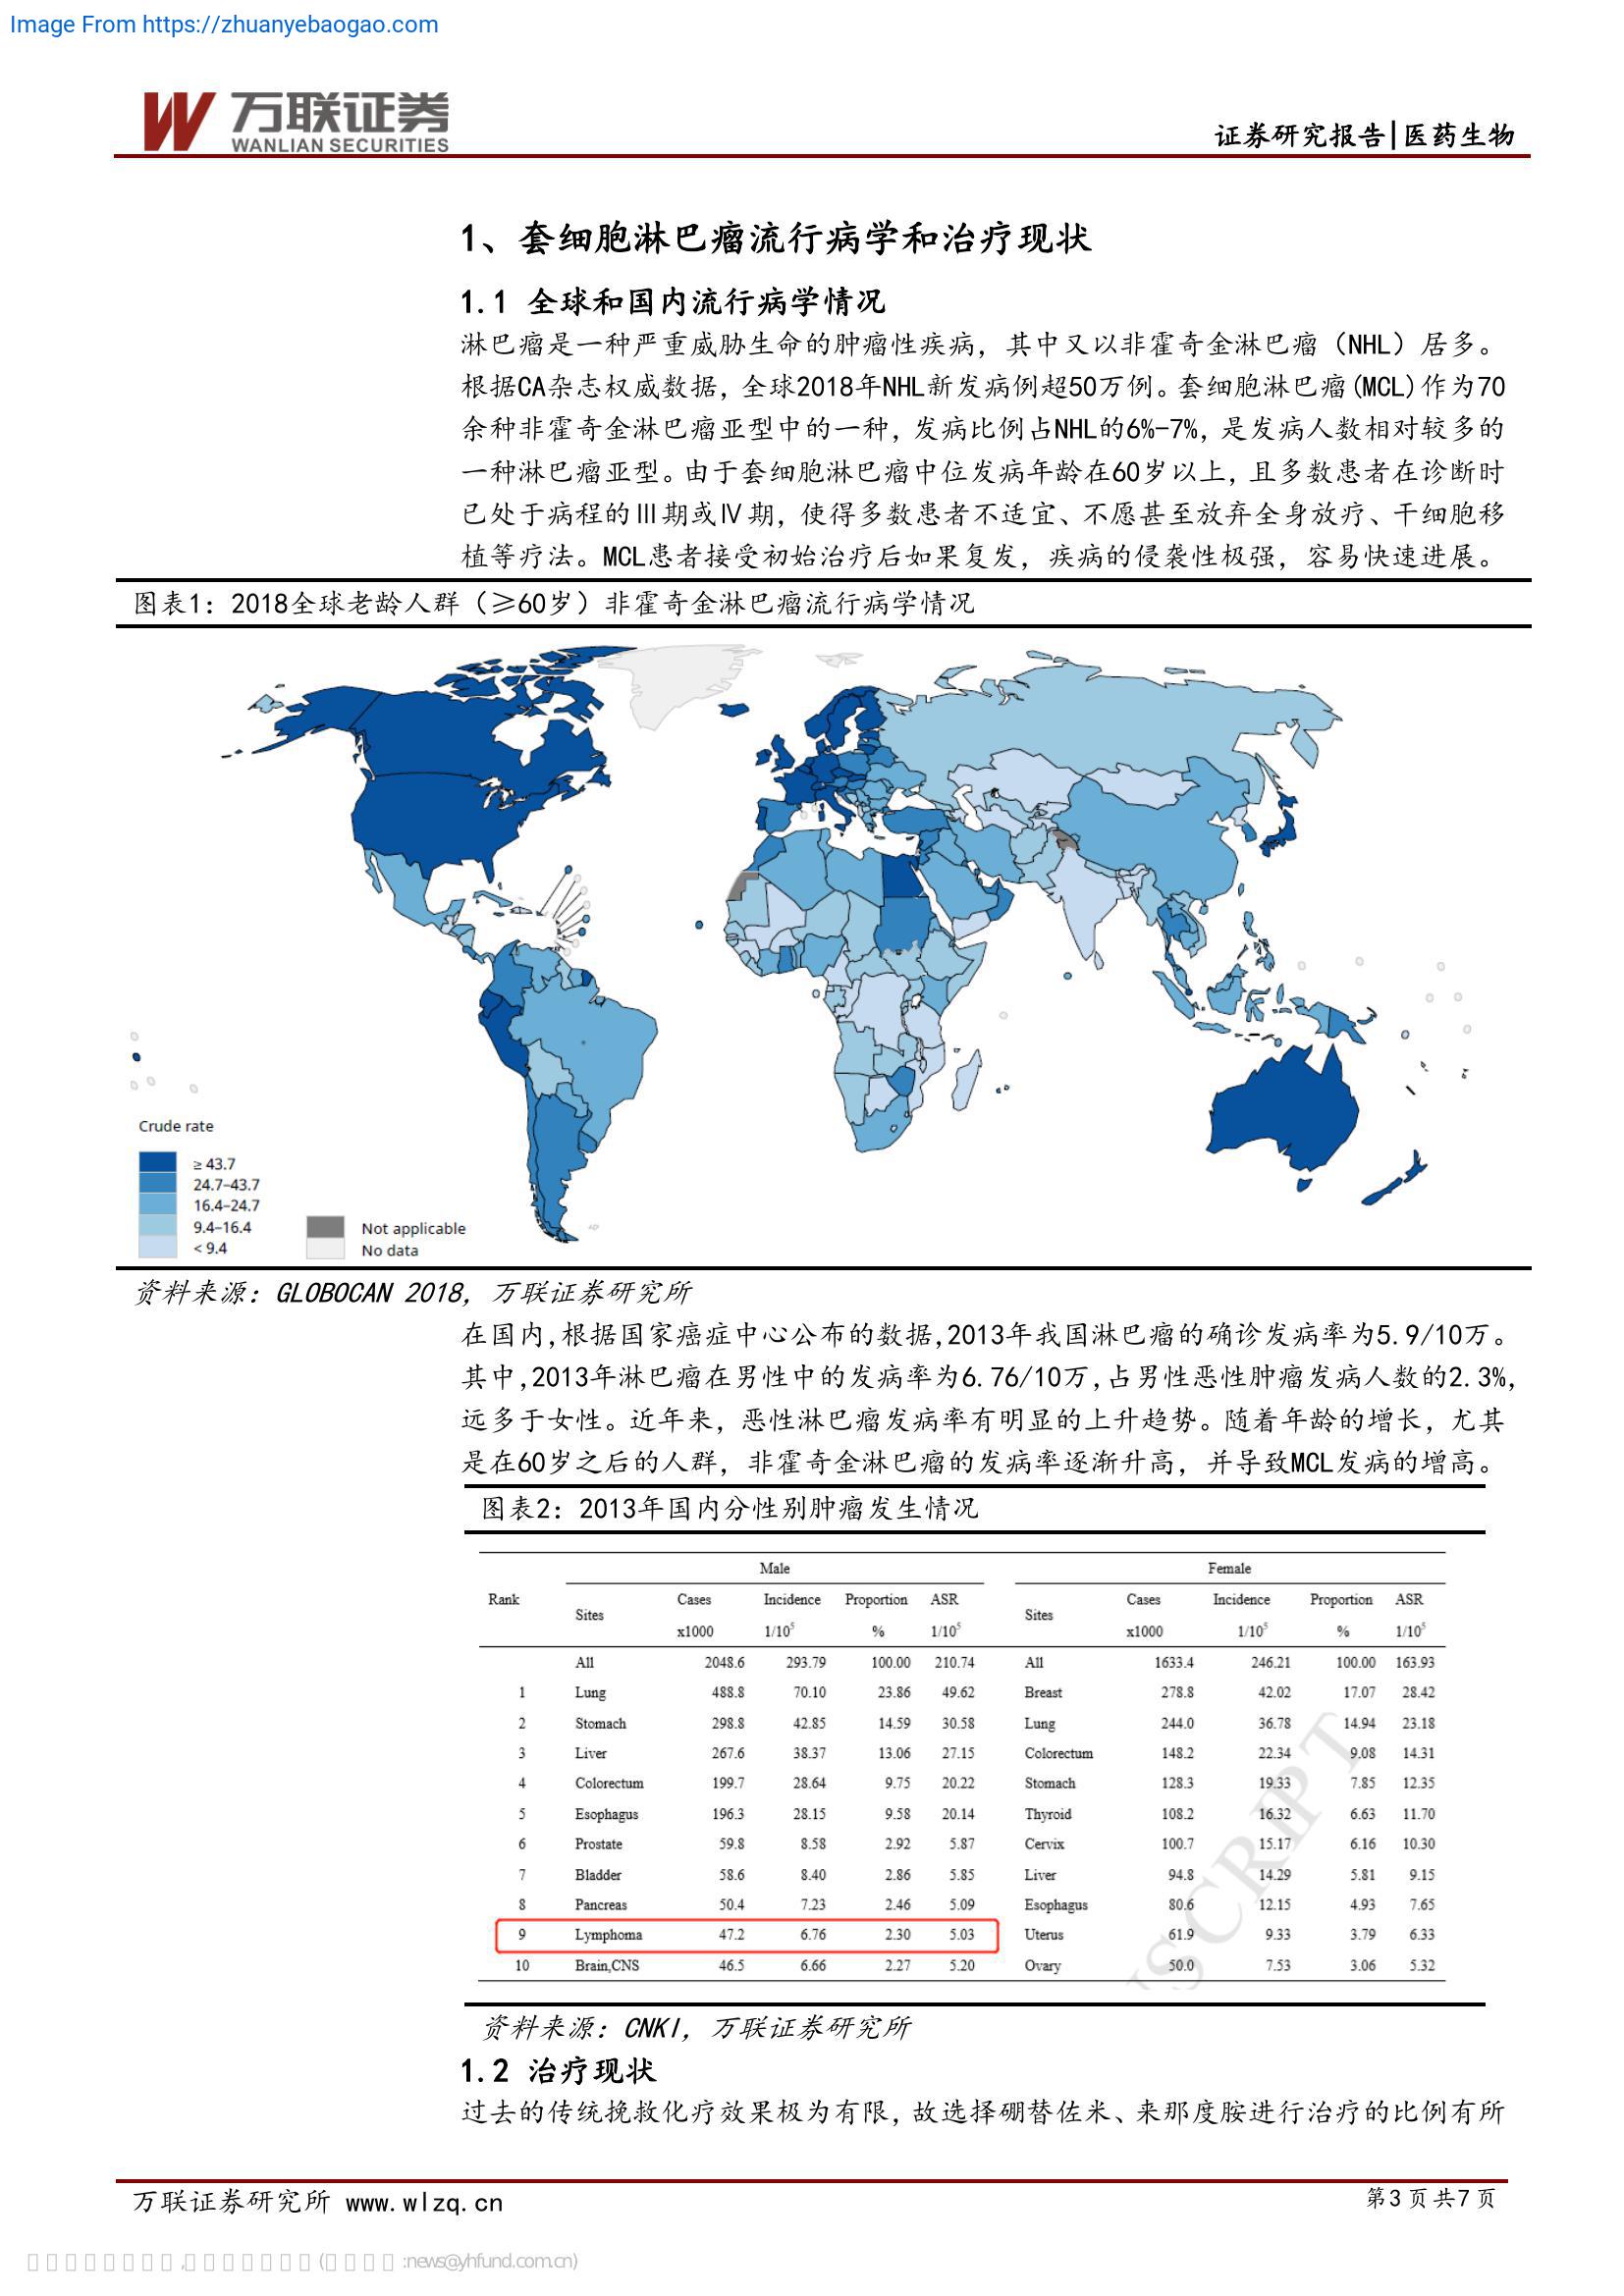 Image From https://zhuanyebaogao.com
万联证券
WANLIAN SECURITIES
证券研究报告|医药生物
1、套细胞淋巴瘤流行病学和治疗现状
1.1 全球和国内流行病学情况
淋巴瘤是一种严重威胁生命的肿瘤性疾病，其中又以非霍奇金淋巴瘤（NHL）居多。
根据CA杂志权威数据，全球2018年NHL新发病例超50万例。套细胞淋巴瘤(MCL)作为70
余种非霍奇金淋巴瘤亚型中的一种，发病比例占NHL的6%-7%，是发病人数相对较多的
一种淋巴瘤亚型。由于套细胞淋巴瘤中位发病年龄在60岁以上，且多数患者在诊断时
已处于病程的Ⅲ期或Ⅳ期，使得多数患者不适宜、不愿甚至放弃全身放疗、干细胞移
植等疗法。MCL患者接受初始治疗后如果复发，疾病的侵袭性极强，容易快速进展。
图表1：2018全球老龄人群（≥60岁）非霍奇金淋巴瘤流行病学情况
Crude rate
≥ 43.7
24.7–43.7
16.4–24.7
9.4–16.4
< 9.4
Not applicable
No data
资料来源：GLOBOCAN 2018，万联证券研究所
在国内,根据国家癌症中心公布的数据,2013年我国淋巴瘤的确诊发病率为5.9/10万。
其中,2013年淋巴瘤在男性中的发病率为6.76/10万,占男性恶性肿瘤发病人数的2.3%,
远多于女性。近年来，恶性淋巴瘤发病率有明显的上升趋势。随着年龄的增长，尤其
是在60岁之后的人群，非霍奇金淋巴瘤的发病率逐渐升高，并导致MCL发病的增高。
图表2：2013年国内分性别肿瘤发生情况
Male Female
Rank Sites Cases Incidence Proportion ASR Sites Cases Incidence Proportion ASR
x1000 1/10⁵ % 1/10⁵ x1000 1/10⁵ % 1/10⁵
All 2048.6 293.79 100.00 210.74 All 1633.4 246.21 100.00 163.93
1 Lung 488.8 70.10 23.86 49.62 Breast 278.8 42.02 17.07 28.42
2 Stomach 298.8 42.85 14.59 30.58 Lung 244.0 36.78 14.94 23.18
3 Liver 267.6 38.37 13.06 27.15 Colorectum 148.2 22.34 9.08 14.31
4 Colorectum 199.7 28.64 9.75 20.22 Stomach 128.3 19.33 7.85 12.35
5 Esophagus 196.3 28.15 9.58 20.14 Thyroid 108.2 16.32 6.63 11.70
6 Prostate 59.8 8.58 2.92 5.87 Cervix 100.7 15.17 6.16 10.30
7 Bladder 58.6 8.40 2.86 5.85 Liver 94.8 14.29 5.81 9.15
8 Pancreas 50.4 7.23 2.46 5.09 Esophagus 80.6 12.15 4.93 7.65
9 Lymphoma 47.2 6.76 2.30 5.03 Uterus 61.9 9.33 3.79 6.33
10 Brain,CNS 46.5 6.66 2.27 5.20 Ovary 50.0 7.53 3.06 5.32
资料来源：CNKI，万联证券研究所
1.2 治疗现状
过去的传统挽救化疗效果极为有限，故选择硼替佐米、来那度胺进行治疗的比例有所
万联证券研究所 www.wlzq.cn
第3页共7页
:news@yhfund.com.cn)